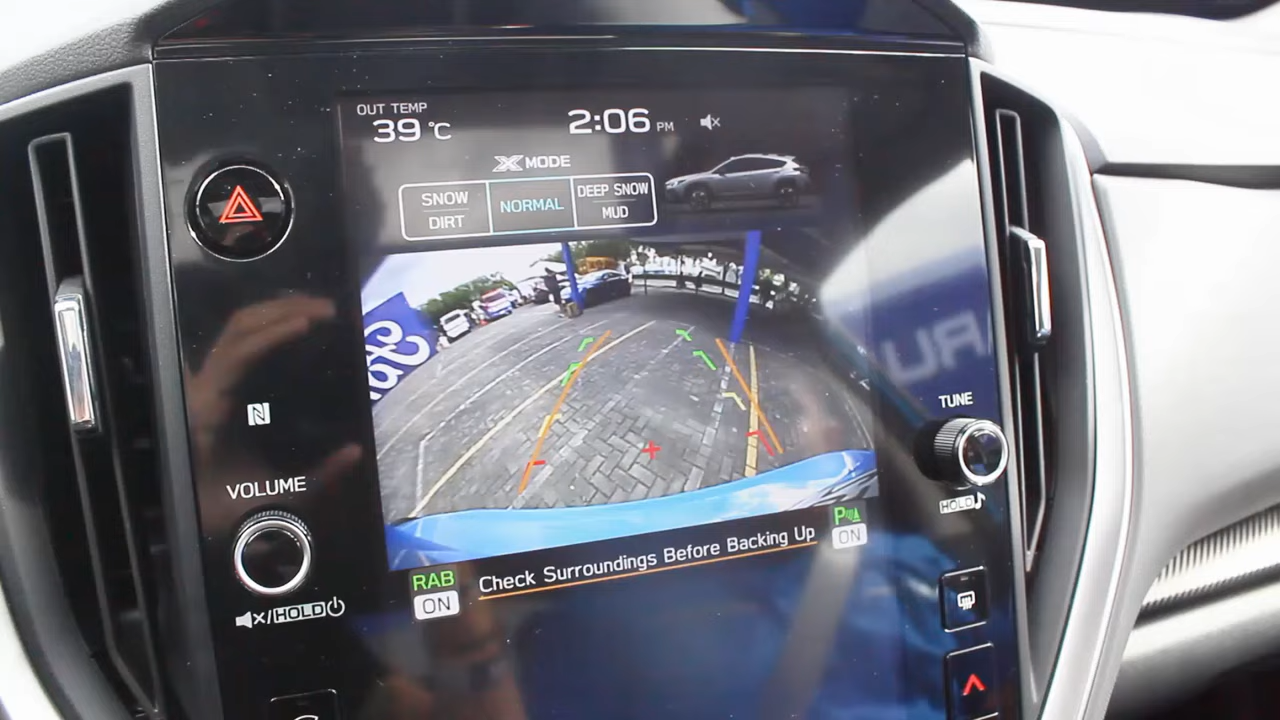 OUT TEMP
39 °C
2:06 PM
X MODE
SNOW
DIRT
NORMAL
DEEP SNOW
MUD
VOLUME
TUNE
HOLD
P
ON
RAB
ON
Check Surroundings Before Backing Up
/HOLD